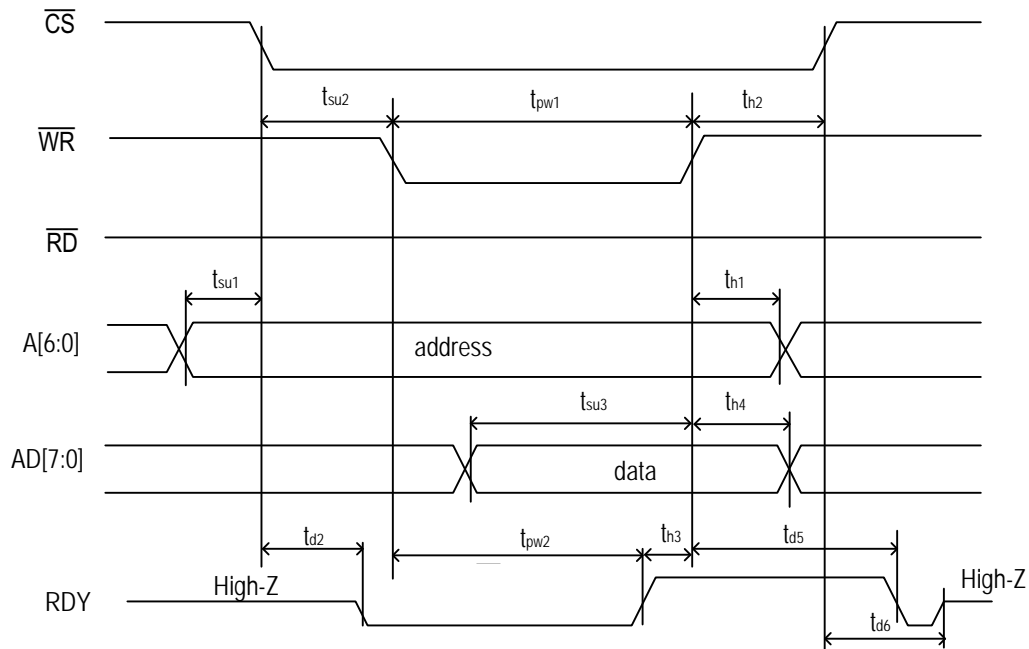 CS
tsu2
tpw1
th2
WR
RD
tsu1
th1
A[6:0]
address
tsu3
th4
AD[7:0]
data
td2
tpw2
th3
td5
High-Z
High-Z
RDY
td6